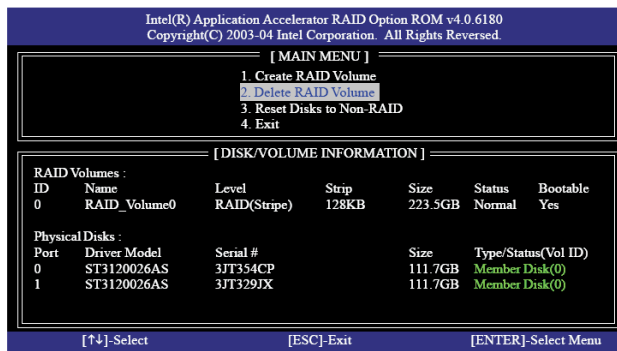 Intel(R) Application Accelerator RAID Option ROM v4.0.6180
Copyright(C) 2003-04 Intel Corporation. All Rights Reversed.
[ MAIN MENU ]
1. Create RAID Volume
2. Delete RAID Volume
3. Reset Disks to Non-RAID
4. Exit
[ DISK/VOLUME INFORMATION ]
RAID Volumes :
ID Name Level Strip Size Status Bootable
0 RAID_Volume0 RAID(Stripe) 128KB 223.5GB Normal Yes
Physical Disks :
Port Driver Model Serial # Size Type/Status(Vol ID)
0 ST3120026AS 3JT354CP 111.7GB Member Disk(0)
1 ST3120026AS 3JT329JX 111.7GB Member Disk(0)
[↑↓]-Select [ESC]-Exit [ENTER]-Select Menu